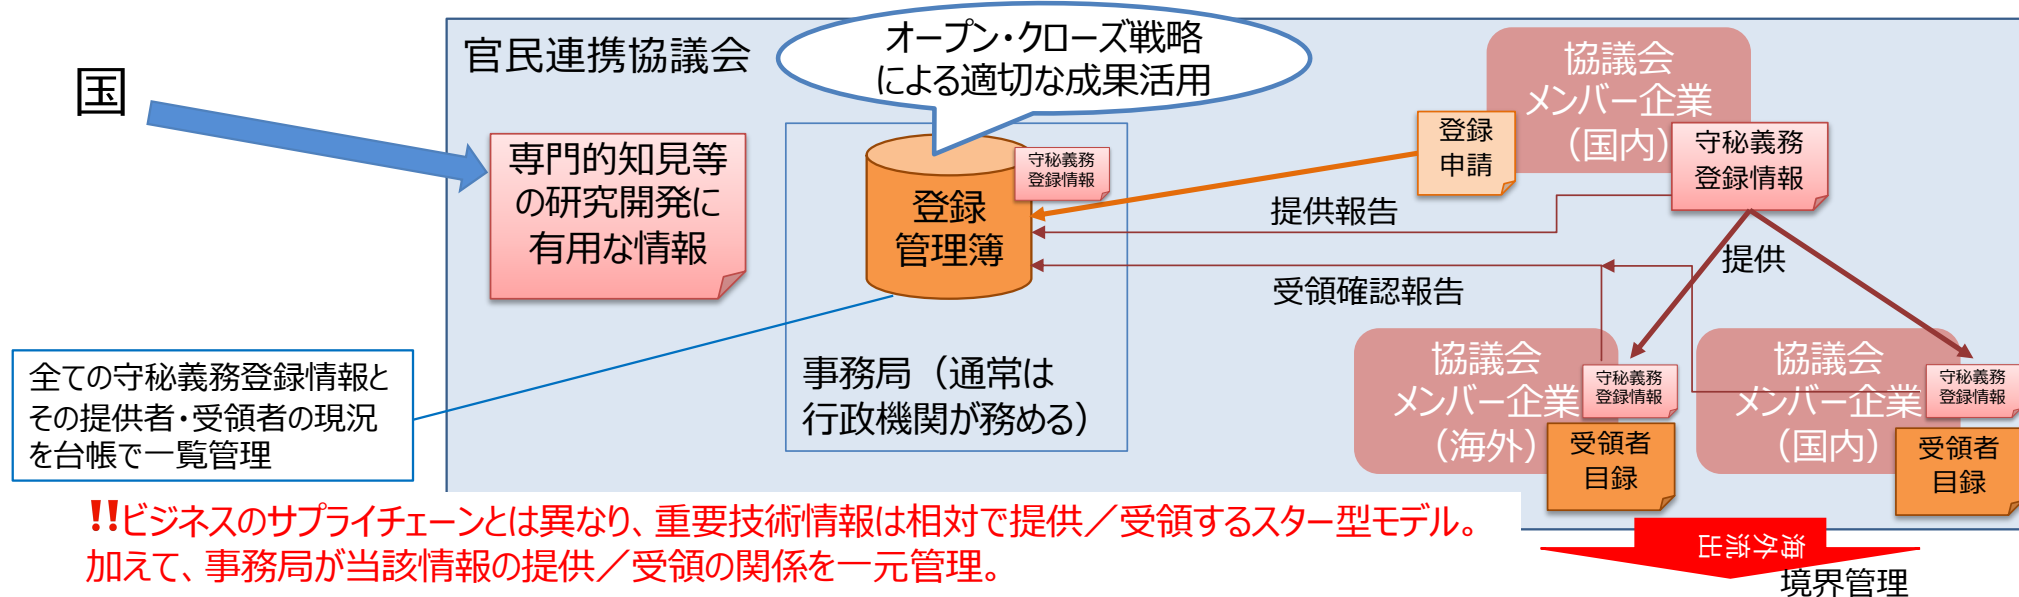 国
官民連携協議会
オープン・クローズ戦略
による適切な成果活用
専門的知見等
の研究開発に
有用な情報
登録
管理簿
守秘義務
登録情報
事務局（通常は
行政機関が務める）
協議会
メンバー企業
（国内）
登録
申請
守秘義務
登録情報
提供報告
提供
受領確認報告
協議会
メンバー企業
（海外）
守秘義務
登録情報
受領者
目録
協議会
メンバー企業
（国内）
守秘義務
登録情報
受領者
目録
全ての守秘義務登録情報と
その提供者・受領者の現況
を台帳で一覧管理
!!ビジネスのサプライチェーンとは異なり、重要技術情報は相対で提供／受領するスター型モデル。
加えて、事務局が当該情報の提供／受領の関係を一元管理。
海外流出
境界管理